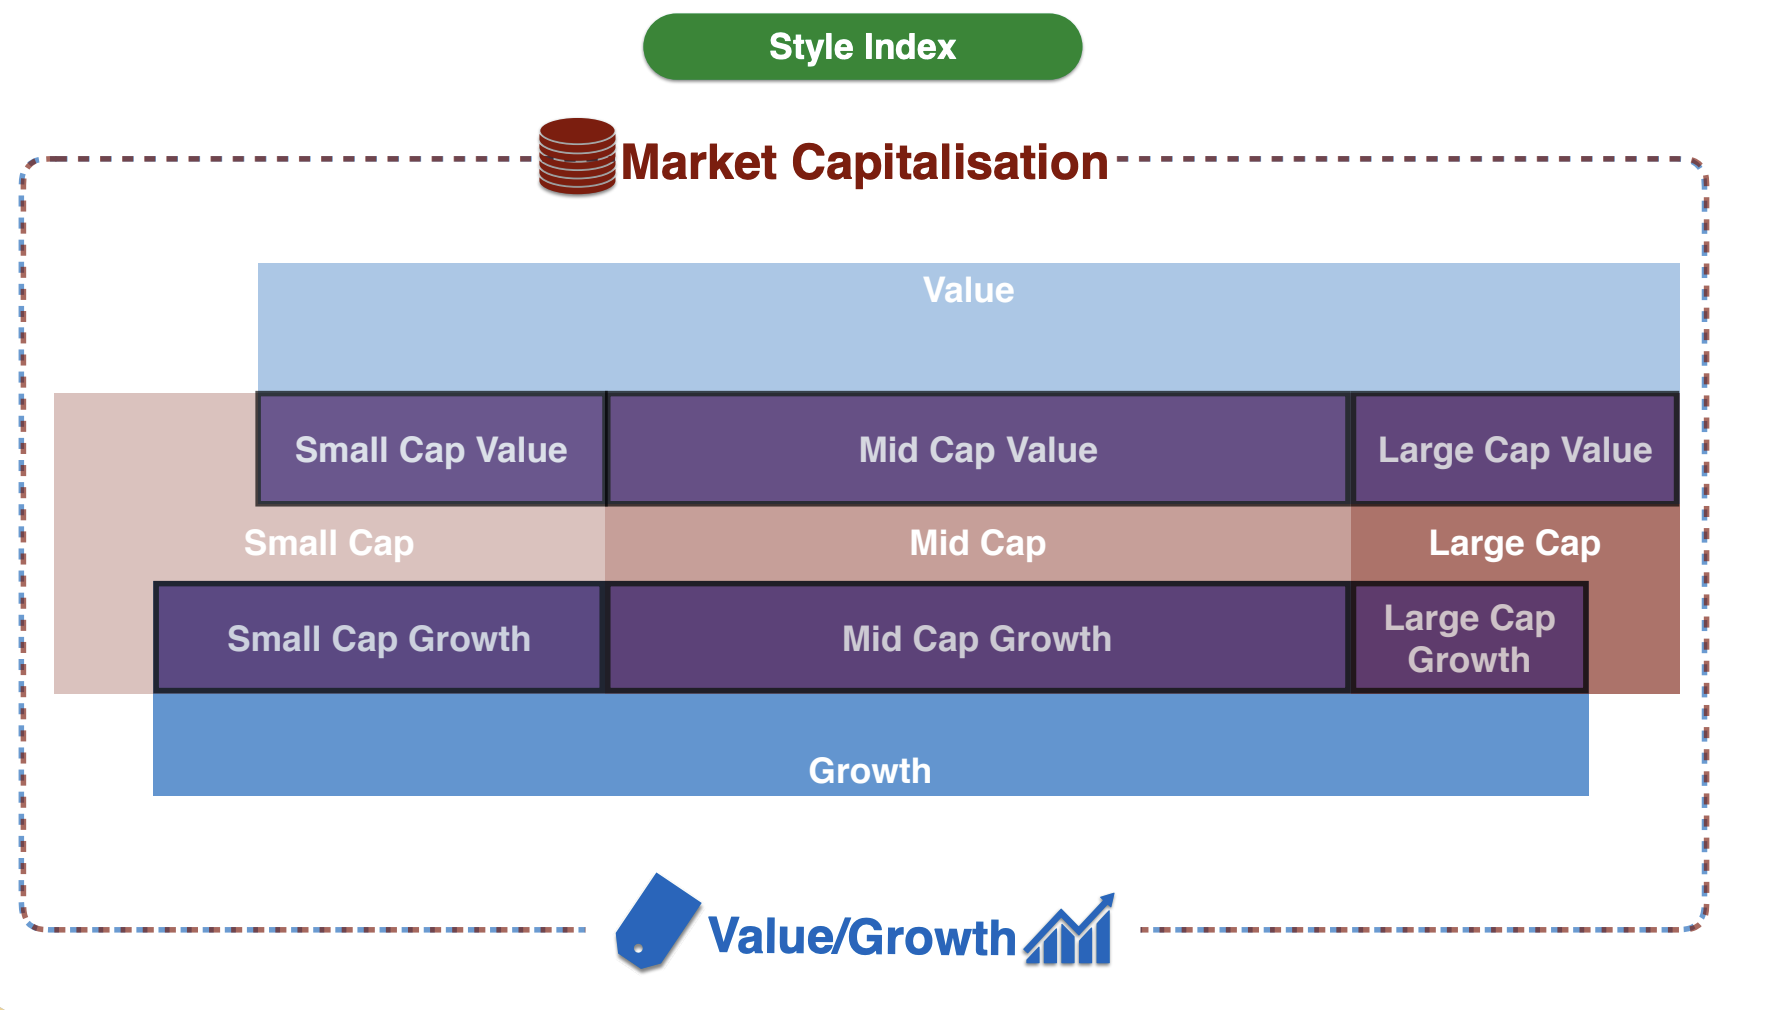 Style Index
Market Capitalisation
Value
Small Cap Value
Mid Cap Value
Large Cap Value
Small Cap
Mid Cap
Large Cap
Small Cap Growth
Mid Cap Growth
Large Cap
Growth
Growth
Value/Growth